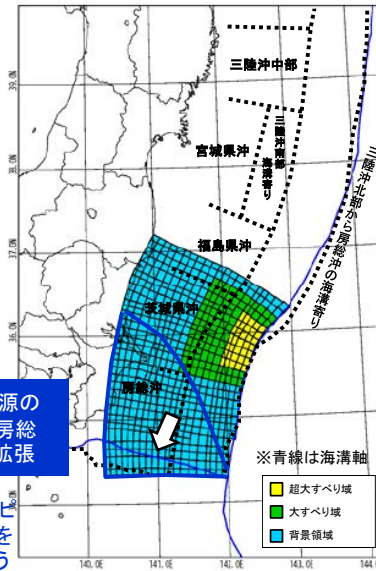 39.0N
38.0N
37.0N
36.0N
三陸沖中部
宮城県沖
三陸沖南部
海溝寄り
福島県沖
三陸沖北部から房総沖の海溝寄り
茨城県沖
房総沖
源の
房総
拡張
※青線は海溝軸
超大すべり域
大すべり域
背景領域
を
う
140.0E
141.0E
142.0E
143.0E
144.0